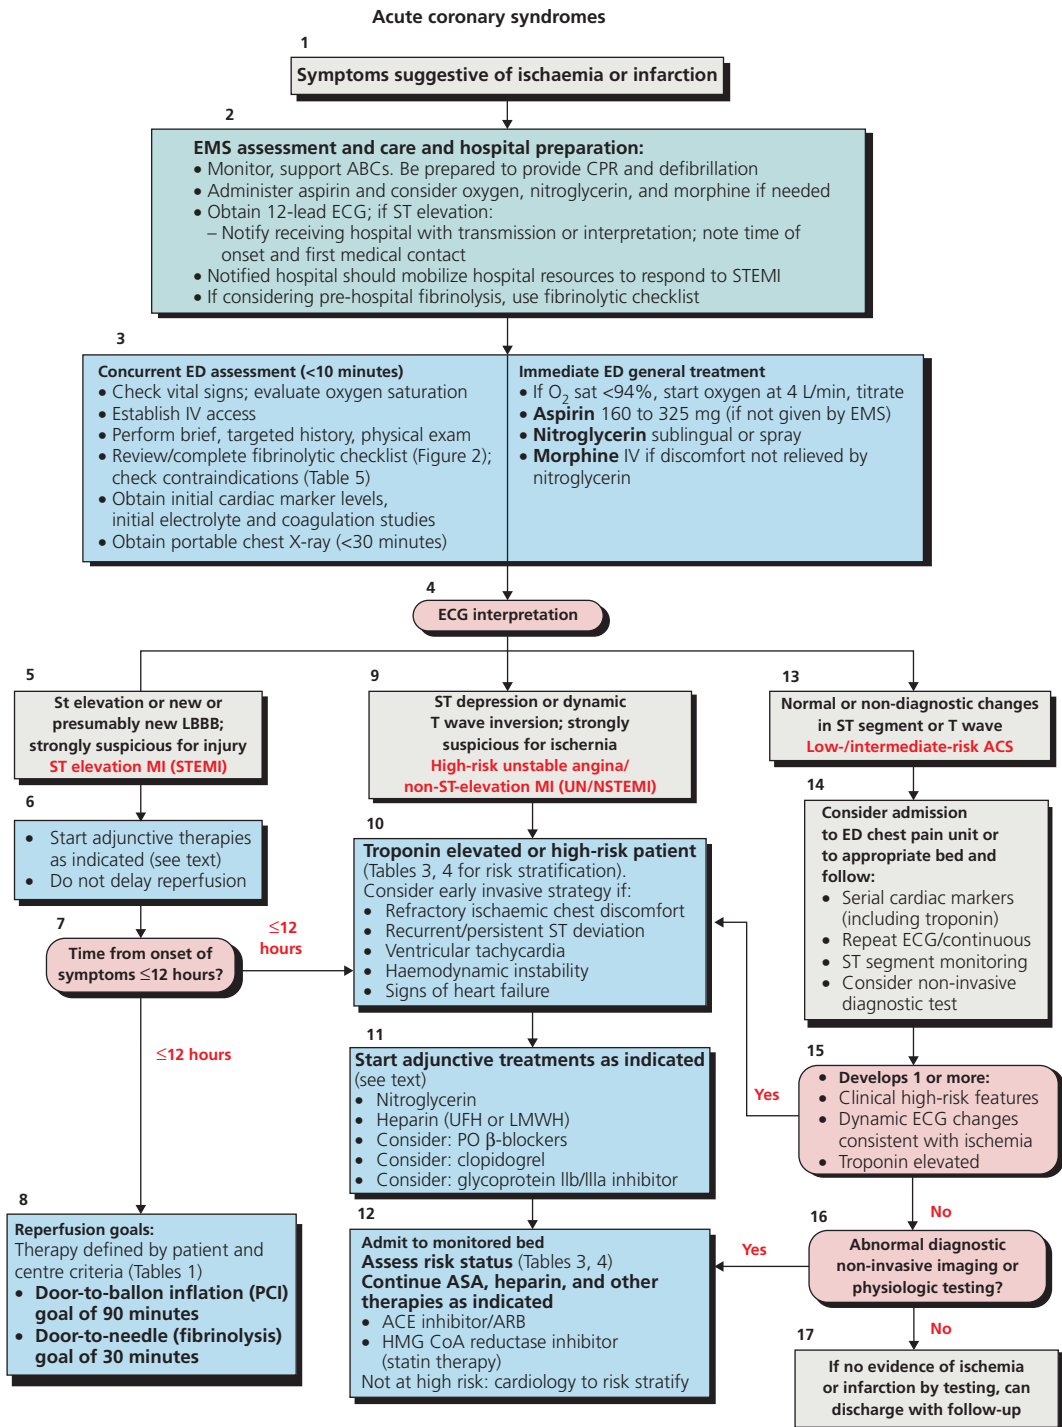 Acute coronary syndromes
1
Symptoms suggestive of ischaemia or infarction
2
EMS assessment and care and hospital preparation:
• Monitor, support ABCs. Be prepared to provide CPR and defibrillation
• Administer aspirin and consider oxygen, nitroglycerin, and morphine if needed
• Obtain 12-lead ECG; if ST elevation:
– Notify receiving hospital with transmission or interpretation; note time of
onset and first medical contact
• Notified hospital should mobilize hospital resources to respond to STEMI
• If considering pre-hospital fibrinolysis, use fibrinolytic checklist
3
Concurrent ED assessment (<10 minutes)
• Check vital signs; evaluate oxygen saturation
• Establish IV access
• Perform brief, targeted history, physical exam
• Review/complete fibrinolytic checklist (Figure 2);
check contraindications (Table 5)
• Obtain initial cardiac marker levels,
initial electrolyte and coagulation studies
• Obtain portable chest X-ray (<30 minutes)
Immediate ED general treatment
• If O2 sat <94%, start oxygen at 4 L/min, titrate
• Aspirin 160 to 325 mg (if not given by EMS)
• Nitroglycerin sublingual or spray
• Morphine IV if discomfort not relieved by
nitroglycerin
4
ECG interpretation
5
St elevation or new or
presumably new LBBB;
strongly suspicious for injury
ST elevation MI (STEMI)
6
• Start adjunctive therapies
as indicated (see text)
• Do not delay reperfusion
7
Time from onset of
symptoms ≤12 hours?
≤12
hours
≤12 hours
8
Reperfusion goals:
Therapy defined by patient and
centre criteria (Tables 1)
• Door-to-ballon inflation (PCI)
goal of 90 minutes
• Door-to-needle (fibrinolysis)
goal of 30 minutes
9
ST depression or dynamic
T wave inversion; strongly
suspicious for ischernia
High-risk unstable angina/
non-ST-elevation MI (UN/NSTEMI)
10
Troponin elevated or high-risk patient
(Tables 3, 4 for risk stratification).
Consider early invasive strategy if:
• Refractory ischaemic chest discomfort
• Recurrent/persistent ST deviation
• Ventricular tachycardia
• Haemodynamic instability
• Signs of heart failure
11
Start adjunctive treatments as indicated
(see text)
• Nitroglycerin
• Heparin (UFH or LMWH)
• Consider: PO β-blockers
• Consider: clopidogrel
• Consider: glycoprotein llb/llla inhibitor
12
Admit to monitored bed
Assess risk status (Tables 3, 4)
Continue ASA, heparin, and other
therapies as indicated
• ACE inhibitor/ARB
• HMG CoA reductase inhibitor
(statin therapy)
Not at high risk: cardiology to risk stratify
13
Normal or non-diagnostic changes
in ST segment or T wave
Low-/intermediate-risk ACS
14
Consider admission
to ED chest pain unit or
to appropriate bed and
follow:
• Serial cardiac markers
(including troponin)
• Repeat ECG/continuous
• ST segment monitoring
• Consider non-invasive
diagnostic test
15
• Develops 1 or more:
• Clinical high-risk features
• Dynamic ECG changes
consistent with ischemia
• Troponin elevated
Yes
No
16
Abnormal diagnostic
non-invasive imaging or
physiologic testing?
Yes
No
17
If no evidence of ischemia
or infarction by testing, can
discharge with follow-up